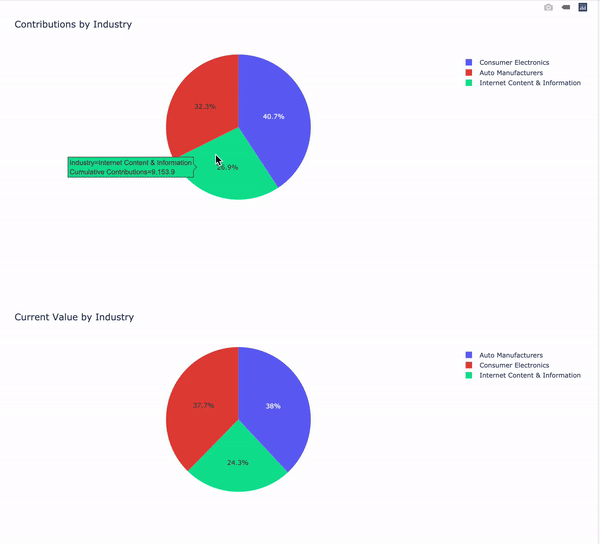 Contributions by Industry
Consumer Electronics
Auto Manufacturers
Internet Content & Information
32.3%
40.7%
Industry=Internet Content & Information
Cumulative Contributions=9,153.9
26.9%
Current Value by Industry
Auto Manufacturers
Consumer Electronics
Internet Content & Information
37.7%
38%
24.3%